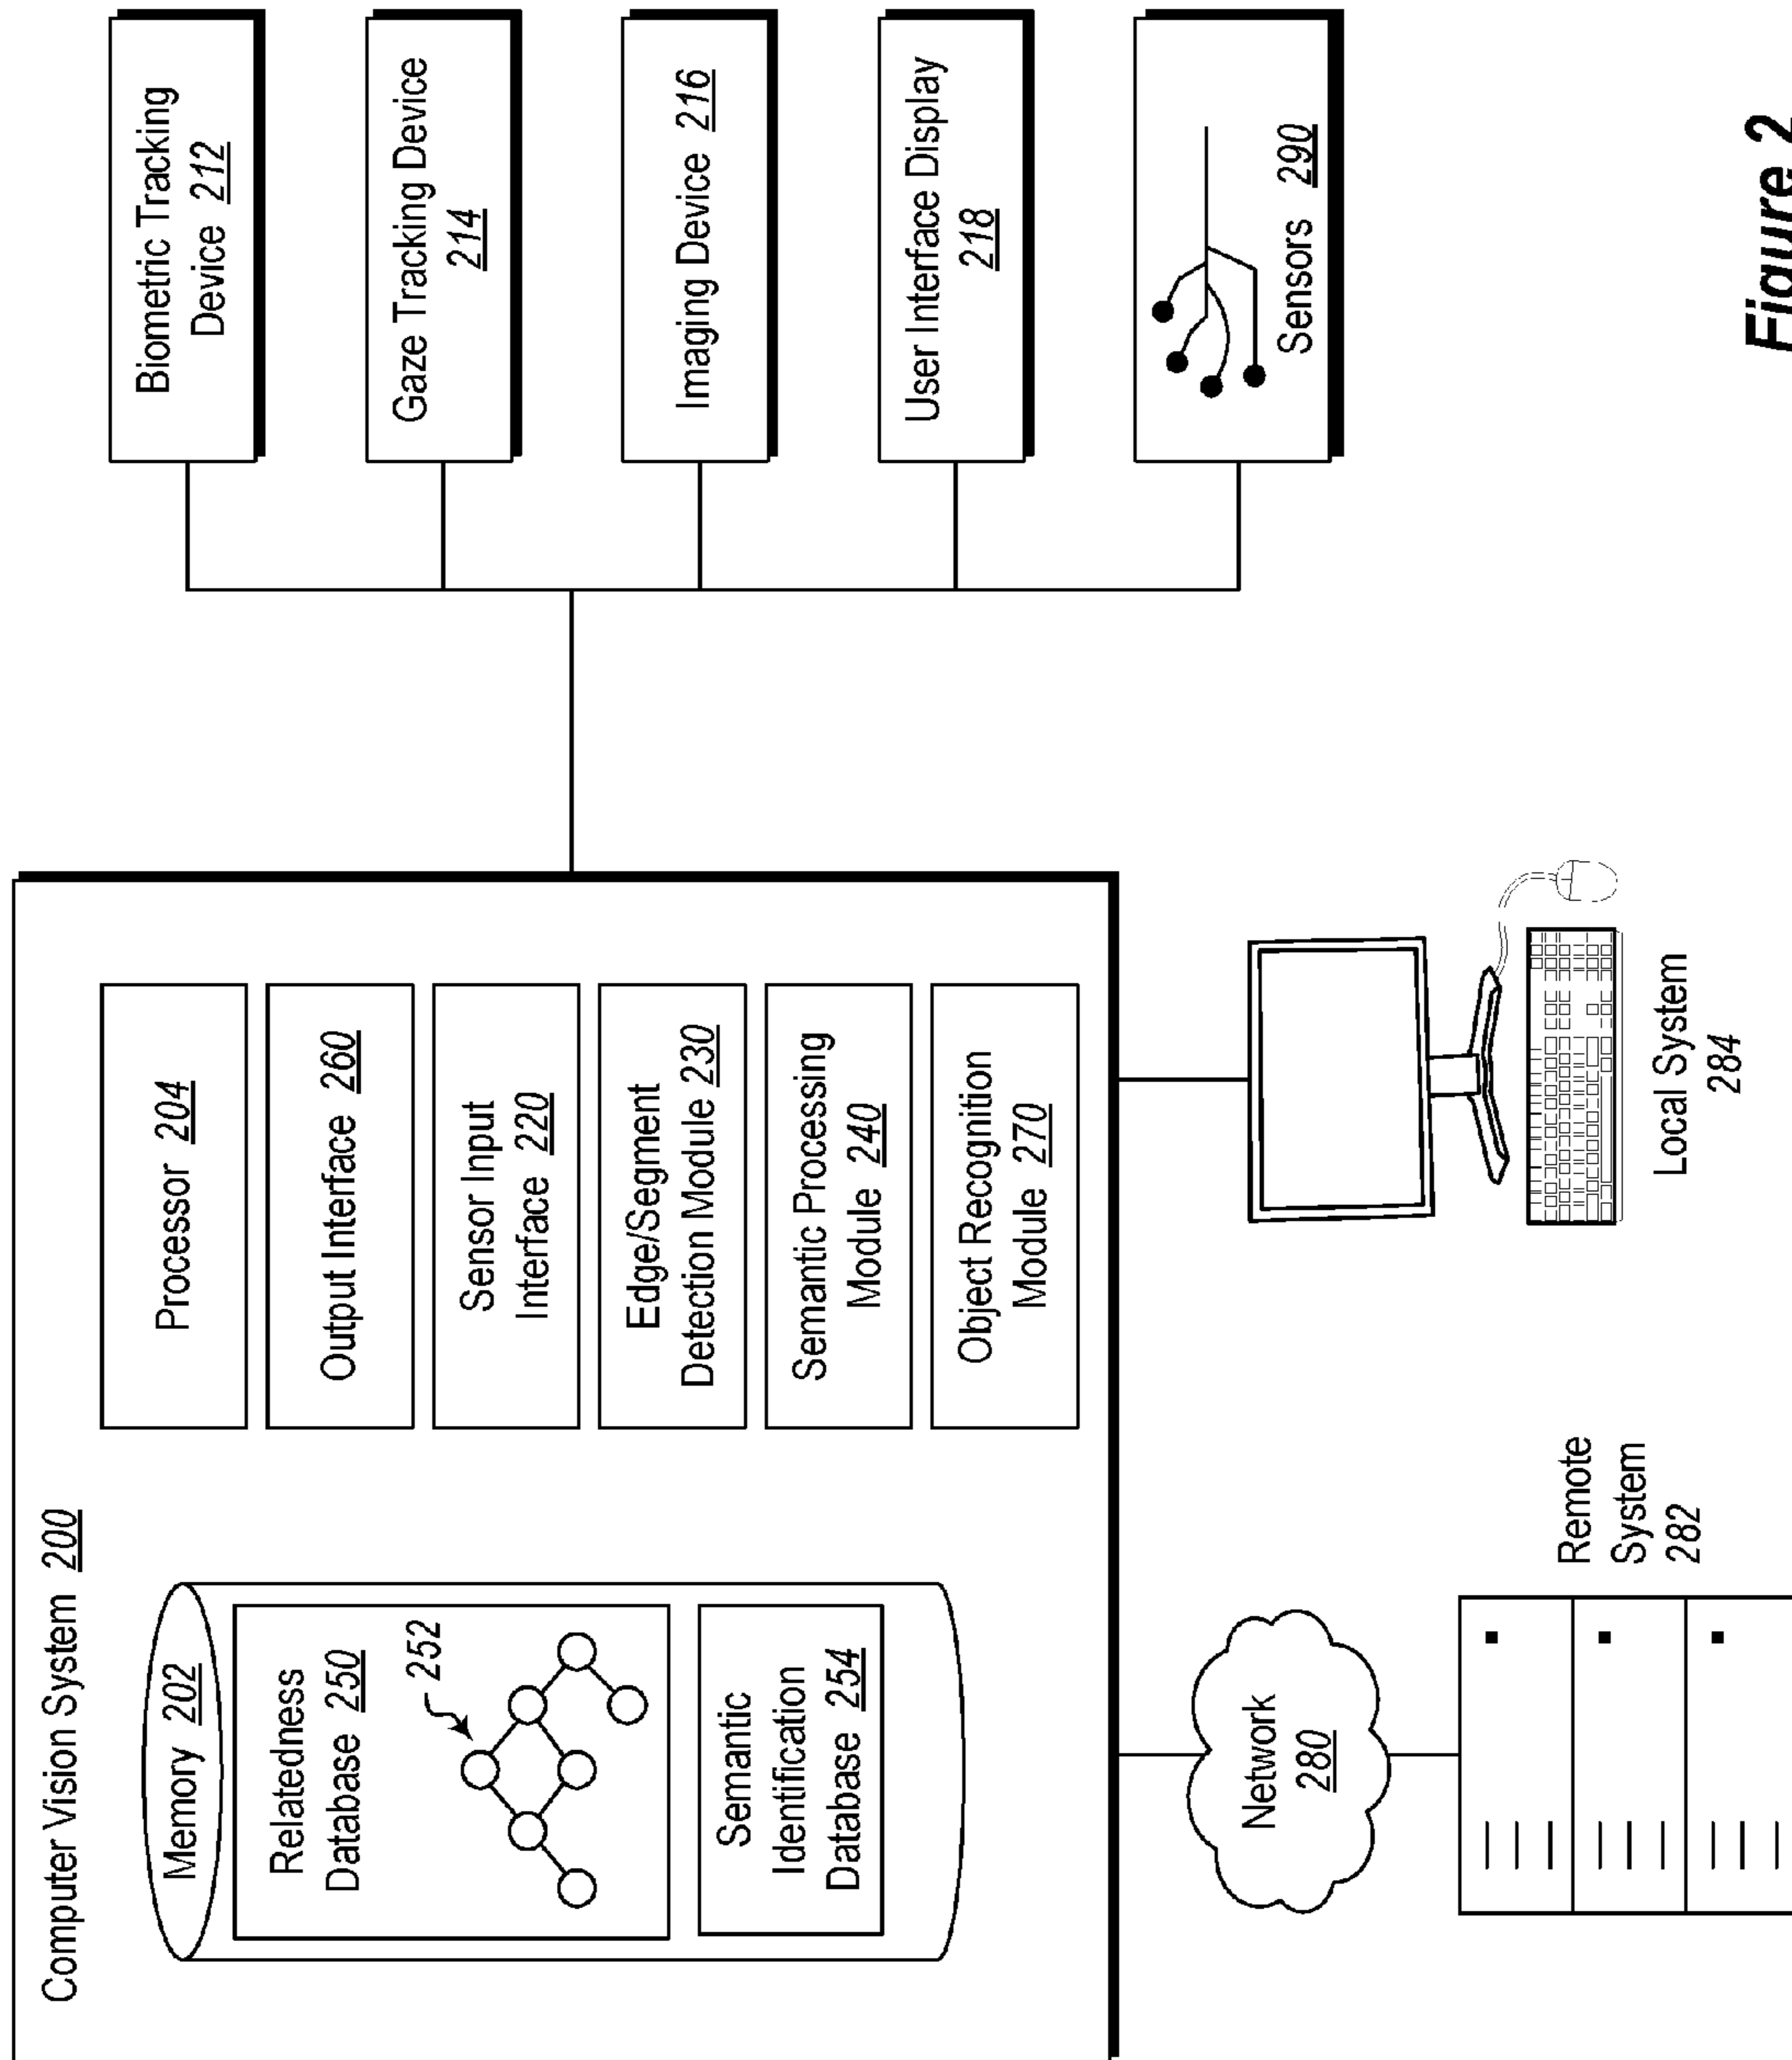 Computer Vision System 200
Memory 202
Relatedness
Database 250
252
Semantic
Identification
Database 254
Processor 204
Output Interface 260
Sensor Input
Interface 220
Edge/Segment
Detection Module 230
Semantic Processing
Module 240
Object Recognition
Module 270
Biometric Tracking
Device 212
Gaze Tracking Device
214
Imaging Device 216
User Interface Display
218
Sensors 290
Network
280
Remote
System
282
Local System
284
Figure 2